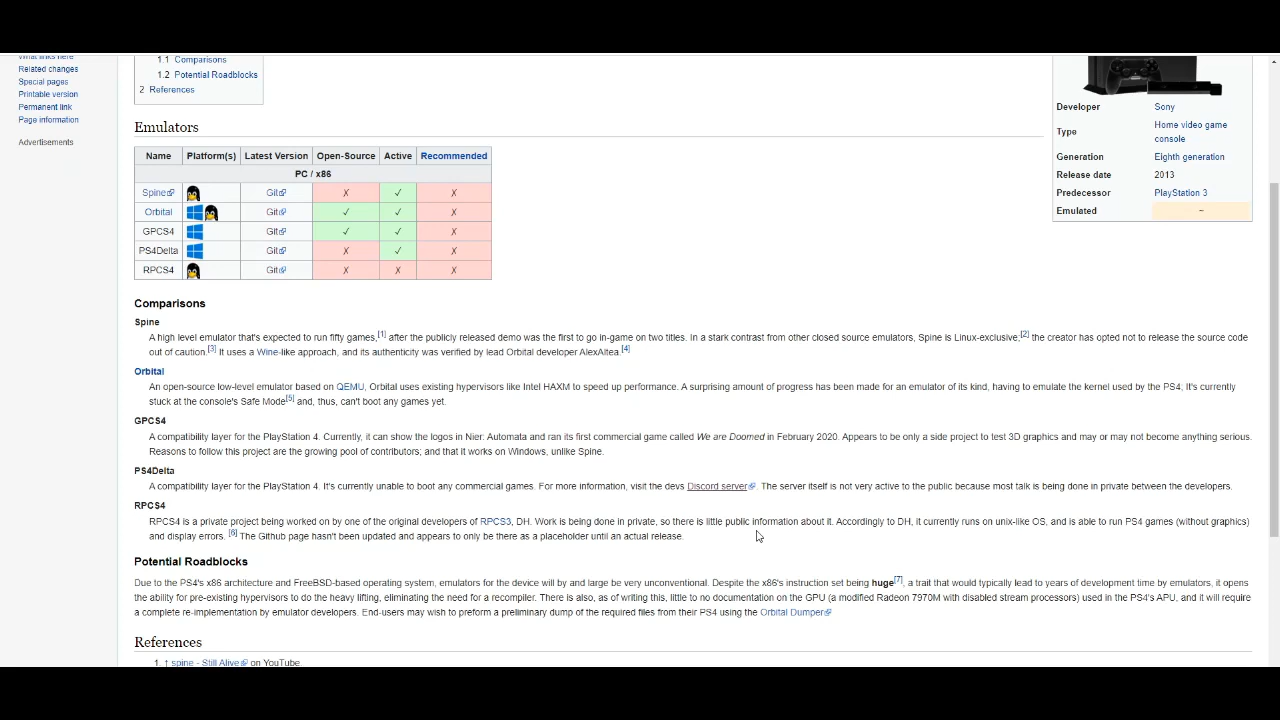 What links here
Related changes
Special pages
Printable version
Permanent link
Page information
Advertisements
1.1 Comparisons
1.2 Potential Roadblocks
2 References
Emulators
Name Platform(s) Latest Version Open-Source Active Recommended
PC / x86
Spine Git ✗ ✓ ✗
Orbital Git ✓ ✓ ✗
GPCS4 Git ✓ ✓ ✗
PS4Delta Git ✗ ✓ ✗
RPCS4 Git ✗ ✗ ✗
Developer Sony
Type Home video game
console
Generation Eighth generation
Release date 2013
Predecessor PlayStation 3
Emulated –
Comparisons
Spine
A high level emulator that's expected to run fifty games,[1] after the publicly released demo was the first to go in-game on two titles. In a stark contrast from other closed source emulators, Spine is Linux-exclusive;[2] the creator has opted not to release the source code
out of caution.[3] It uses a Wine-like approach, and its authenticity was verified by lead Orbital developer AlexAltea.[4]
Orbital
An open-source low-level emulator based on QEMU, Orbital uses existing hypervisors like Intel HAXM to speed up performance. A surprising amount of progress has been made for an emulator of its kind, having to emulate the kernel used by the PS4; It's currently
stuck at the console's Safe Mode[5] and, thus, can't boot any games yet.
GPCS4
A compatibility layer for the PlayStation 4. Currently, it can show the logos in Nier: Automata and ran its first commercial game called We are Doomed in February 2020. Appears to be only a side project to test 3D graphics and may or may not become anything serious.
Reasons to follow this project are the growing pool of contributors; and that it works on Windows, unlike Spine.
PS4Delta
A compatibility layer for the PlayStation 4. It's currently unable to boot any commercial games. For more information, visit the devs Discord server. The server itself is not very active to the public because most talk is being done in private between the developers.
RPCS4
RPCS4 is a private project being worked on by one of the original developers of RPCS3, DH. Work is being done in private, so there is little public information about it. Accordingly to DH, it currently runs on unix-like OS, and is able to run PS4 games (without graphics)
and display errors. [6] The Github page hasn't been updated and appears to only be there as a placeholder until an actual release.
Potential Roadblocks
Due to the PS4's x86 architecture and FreeBSD-based operating system, emulators for the device will by and large be very unconventional. Despite the x86's instruction set being huge[7], a trait that would typically lead to years of development time by emulators, it opens
the ability for pre-existing hypervisors to do the heavy lifting, eliminating the need for a recompiler. There is also, as of writing this, little to no documentation on the GPU (a modified Radeon 7970M with disabled stream processors) used in the PS4's APU, and it will require
a complete re-implementation by emulator developers. End-users may wish to preform a preliminary dump of the required files from their PS4 using the Orbital Dumper
References
1. ↑ spine - Still Alive on YouTube.